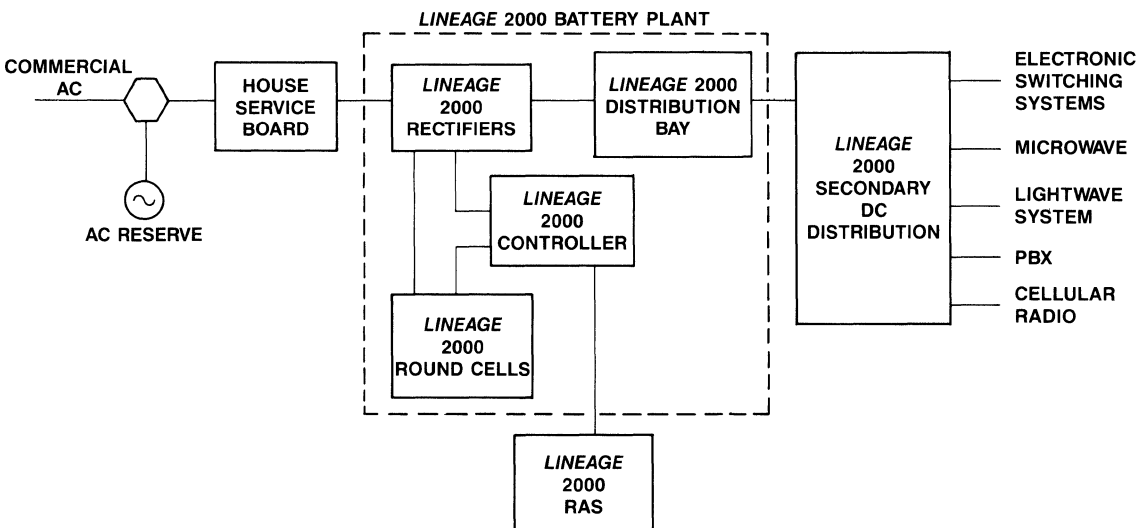 LINEAGE 2000 BATTERY PLANT
COMMERCIAL
AC
AC RESERVE
HOUSE
SERVICE
BOARD
LINEAGE
2000
RECTIFIERS
LINEAGE 2000
DISTRIBUTION
BAY
LINEAGE
2000
CONTROLLER
LINEAGE
2000
ROUND CELLS
LINEAGE
2000
RAS
LINEAGE
2000
SECONDARY
DC
DISTRIBUTION
ELECTRONIC
SWITCHING
SYSTEMS
MICROWAVE
LIGHTWAVE
SYSTEM
PBX
CELLULAR
RADIO